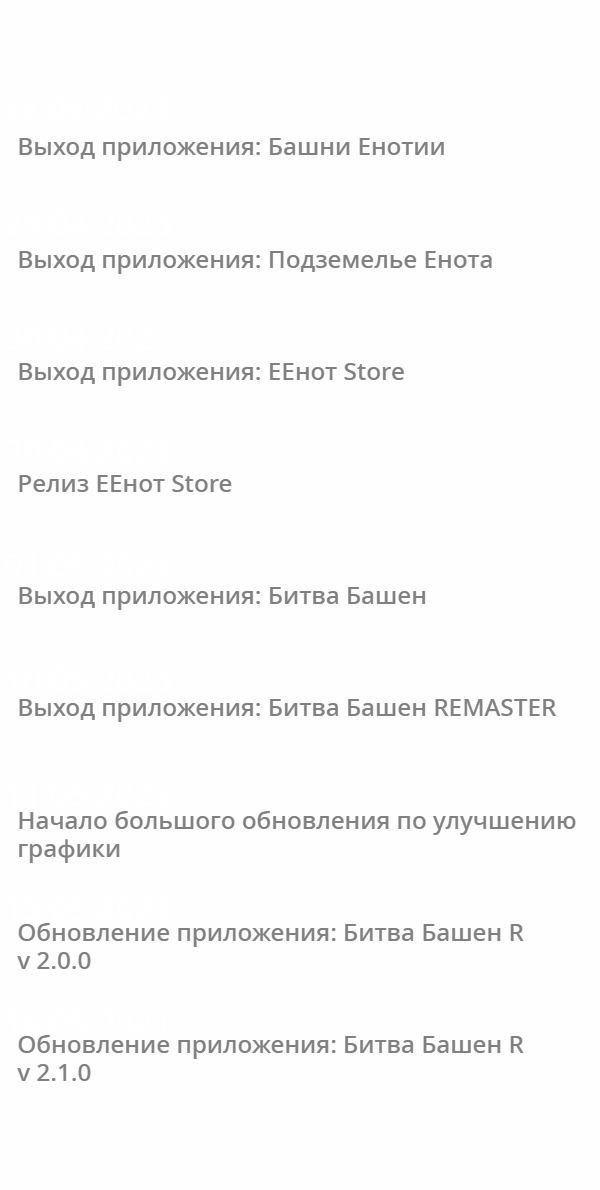 Выход приложения: Башни Енотии
Выход приложения: Подземелье Енота
Выход приложения: ЕЕнот Store
Релиз ЕЕнот Store
Выход приложения: Битва Башен
Выход приложения: Битва Башен REMASTER
Начало большого обновления по улучшению
графики
Обновление приложения: Битва Башен R
v 2.0.0
Обновление приложения: Битва Башен R
v 2.1.0